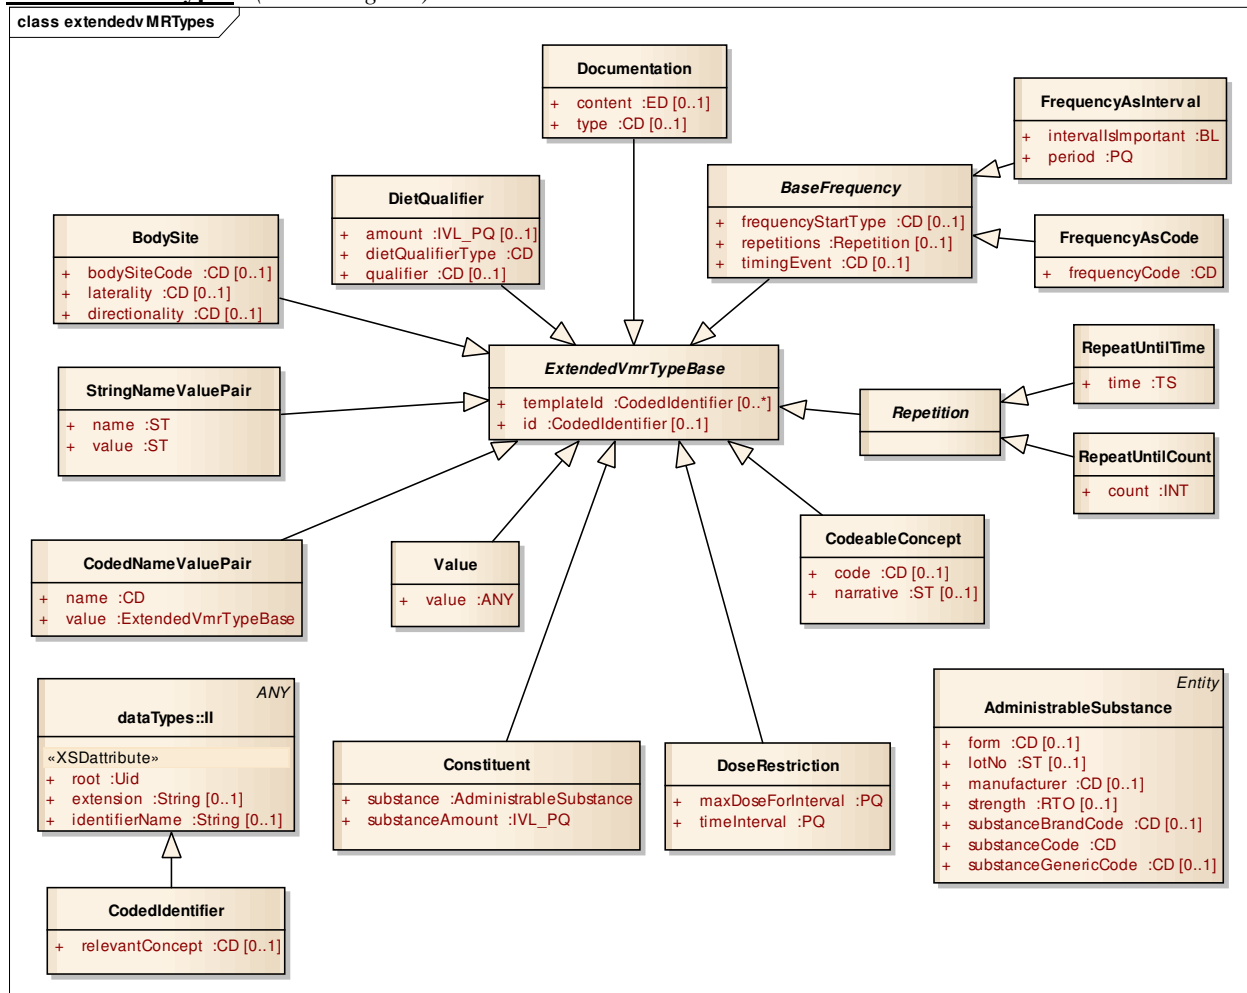 class extendedvMRTypes
Documentation
+ content :ED [0..1]
+ type :CD [0..1]
FrequencyAsInterval
+ intervalIsImportant :BL
+ period :PQ
DietQualifier
+ amount :IVL_PQ [0..1]
+ dietQualifierType :CD
+ qualifier :CD [0..1]
BaseFrequency
+ frequencyStartType :CD [0..1]
+ repetitions :Repetition [0..1]
+ timingEvent :CD [0..1]
BodySite
+ bodySiteCode :CD [0..1]
+ laterality :CD [0..1]
+ directionality :CD [0..1]
FrequencyAsCode
+ frequencyCode :CD
ExtendedVmrTypeBase
+ templateId :CodedIdentifier [0..*]
+ id :CodedIdentifier [0..1]
RepeatUntilTime
+ time :TS
StringNameValuePair
+ name :ST
+ value :ST
Repetition
RepeatUntilCount
+ count :INT
CodedNameValuePair
+ name :CD
+ value :ExtendedVmrTypeBase
Value
+ value :ANY
CodeableConcept
+ code :CD [0..1]
+ narrative :ST [0..1]
ANY
dataTypes::II
«XSDattribute»
+ root :Uid
+ extension :String [0..1]
+ identifierName :String [0..1]
Constituent
+ substance :AdministrableSubstance
+ substanceAmount :IVL_PQ
DoseRestriction
+ maxDoseForInterval :PQ
+ timeInterval :PQ
Entity
AdministrableSubstance
+ form :CD [0..1]
+ lotNo :ST [0..1]
+ manufacturer :CD [0..1]
+ strength :RTO [0..1]
+ substanceBrandCode :CD [0..1]
+ substanceCode :CD
+ substanceGenericCode :CD [0..1]
CodedIdentifier
+ relevantConcept :CD [0..1]